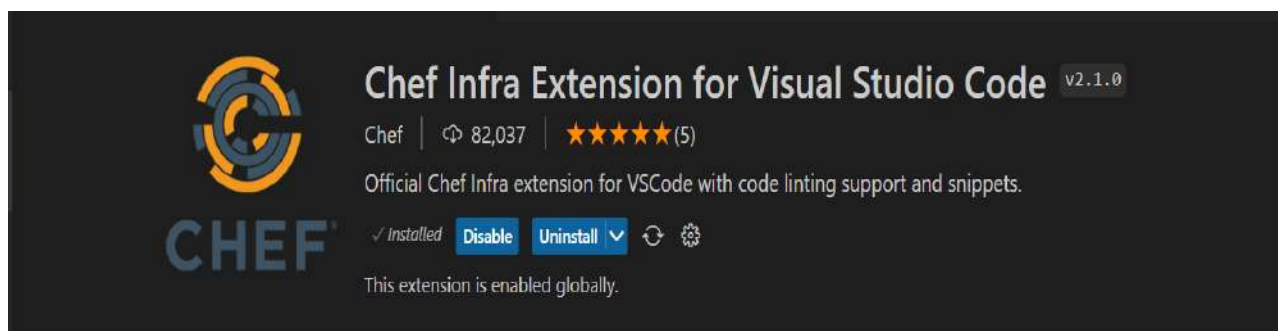 Chef Infra Extension for Visual Studio Code v2.1.0
Chef 82,037 (5)
Official Chef Infra extension for VSCode with code linting support and snippets.
CHEF
✓ Installed Disable Uninstall
This extension is enabled globally.